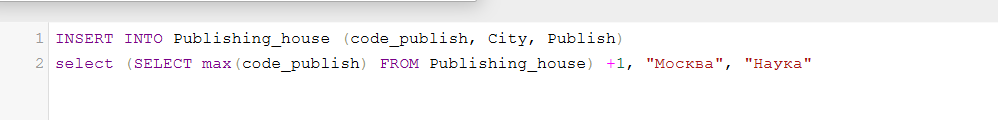 1 INSERT INTO Publishing_house (code_publish, City, Publish)
2 select (SELECT max(code_publish) FROM Publishing_house) +1, "Москва", "Наука"